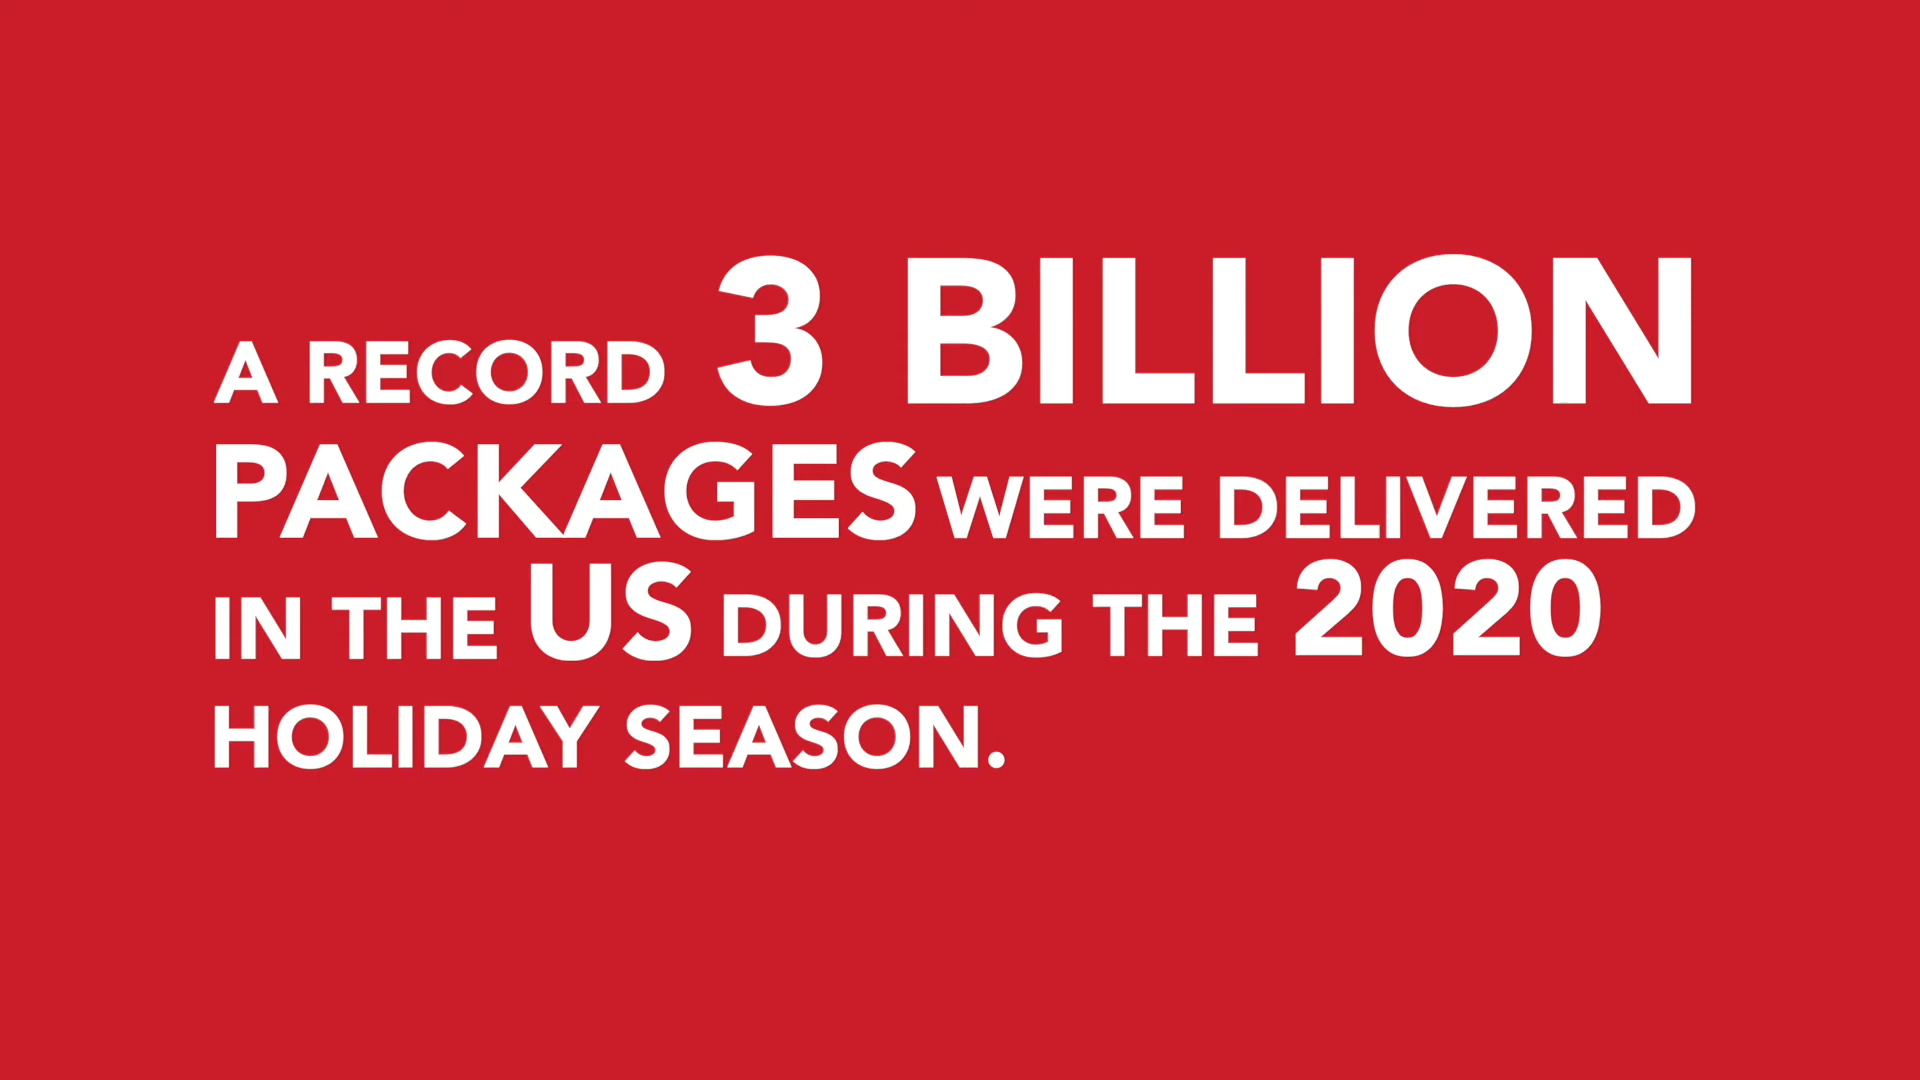 A RECORD 3 BILLION
PACKAGES WERE DELIVERED
IN THE US DURING THE 2020
HOLIDAY SEASON.